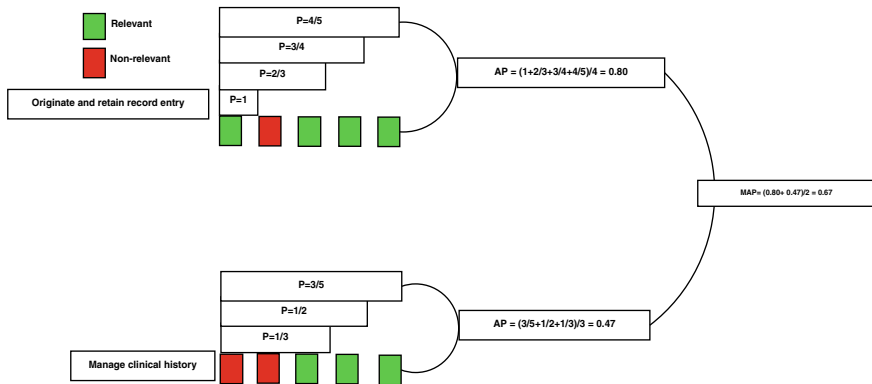 Relevant
Non-relevant
P=4/5
P=3/4
P=2/3
P=1
Originate and retain record entry
AP = (1+2/3+3/4+4/5)/4 = 0.80
MAP= (0.80+ 0.47)/2 = 0.67
P=3/5
P=1/2
P=1/3
Manage clinical history
AP = (3/5+1/2+1/3)/3 = 0.47